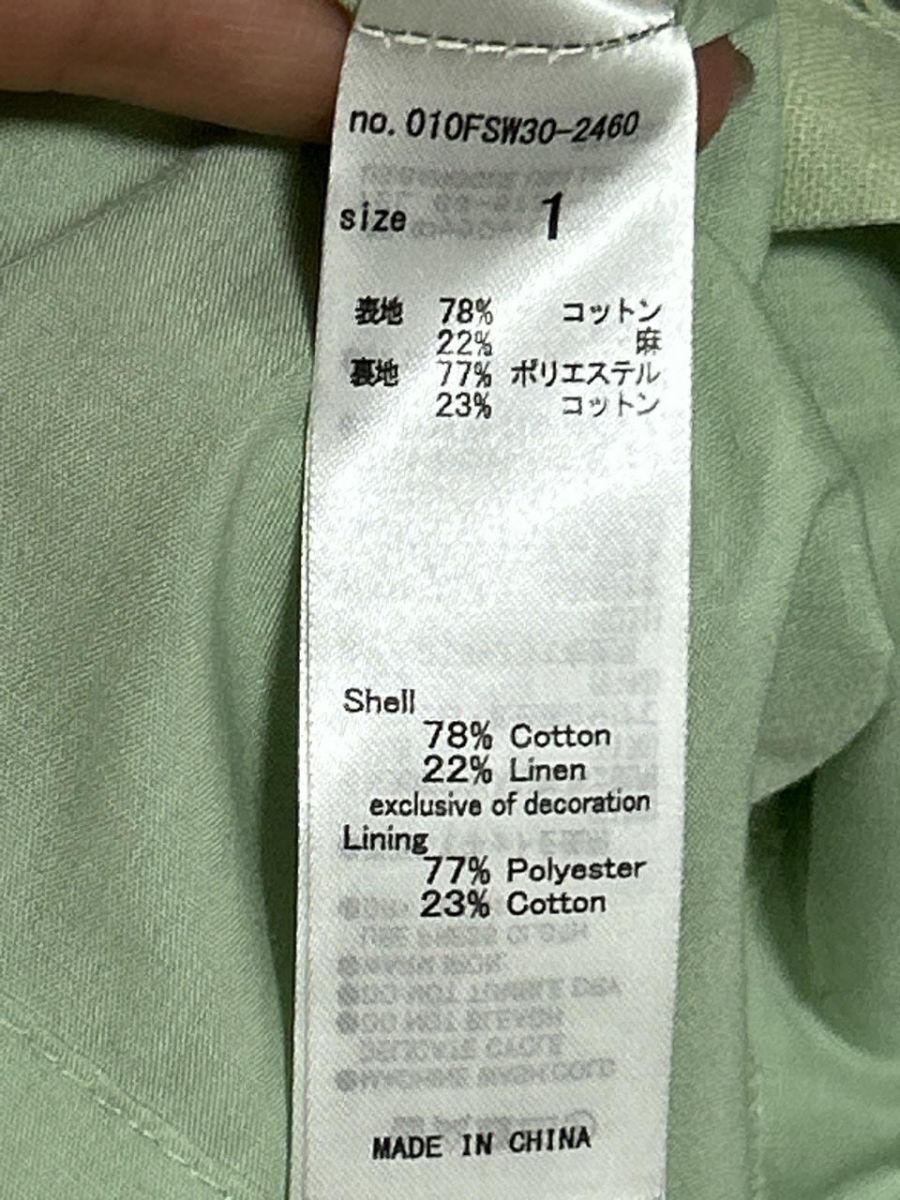 no.010FSW30-2460
size 1
表地 78% コットン
22% 麻
裏地 77% ポリエステル
23% コットン
Shell
78% Cotton
22% Linen
exclusive of decoration
Lining
77% Polyester
23% Cotton
MADE IN CHINA